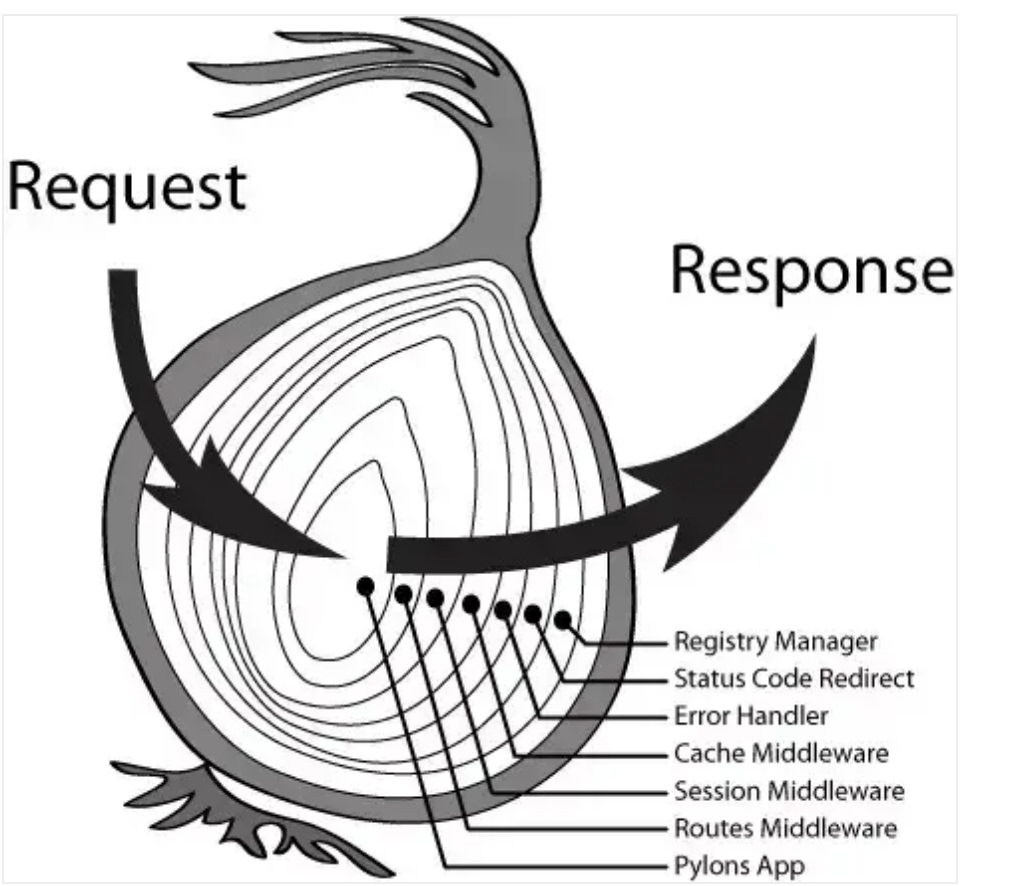 Request
Response
Registry Manager
Status Code Redirect
Error Handler
Cache Middleware
Session Middleware
Routes Middleware
Pylons App